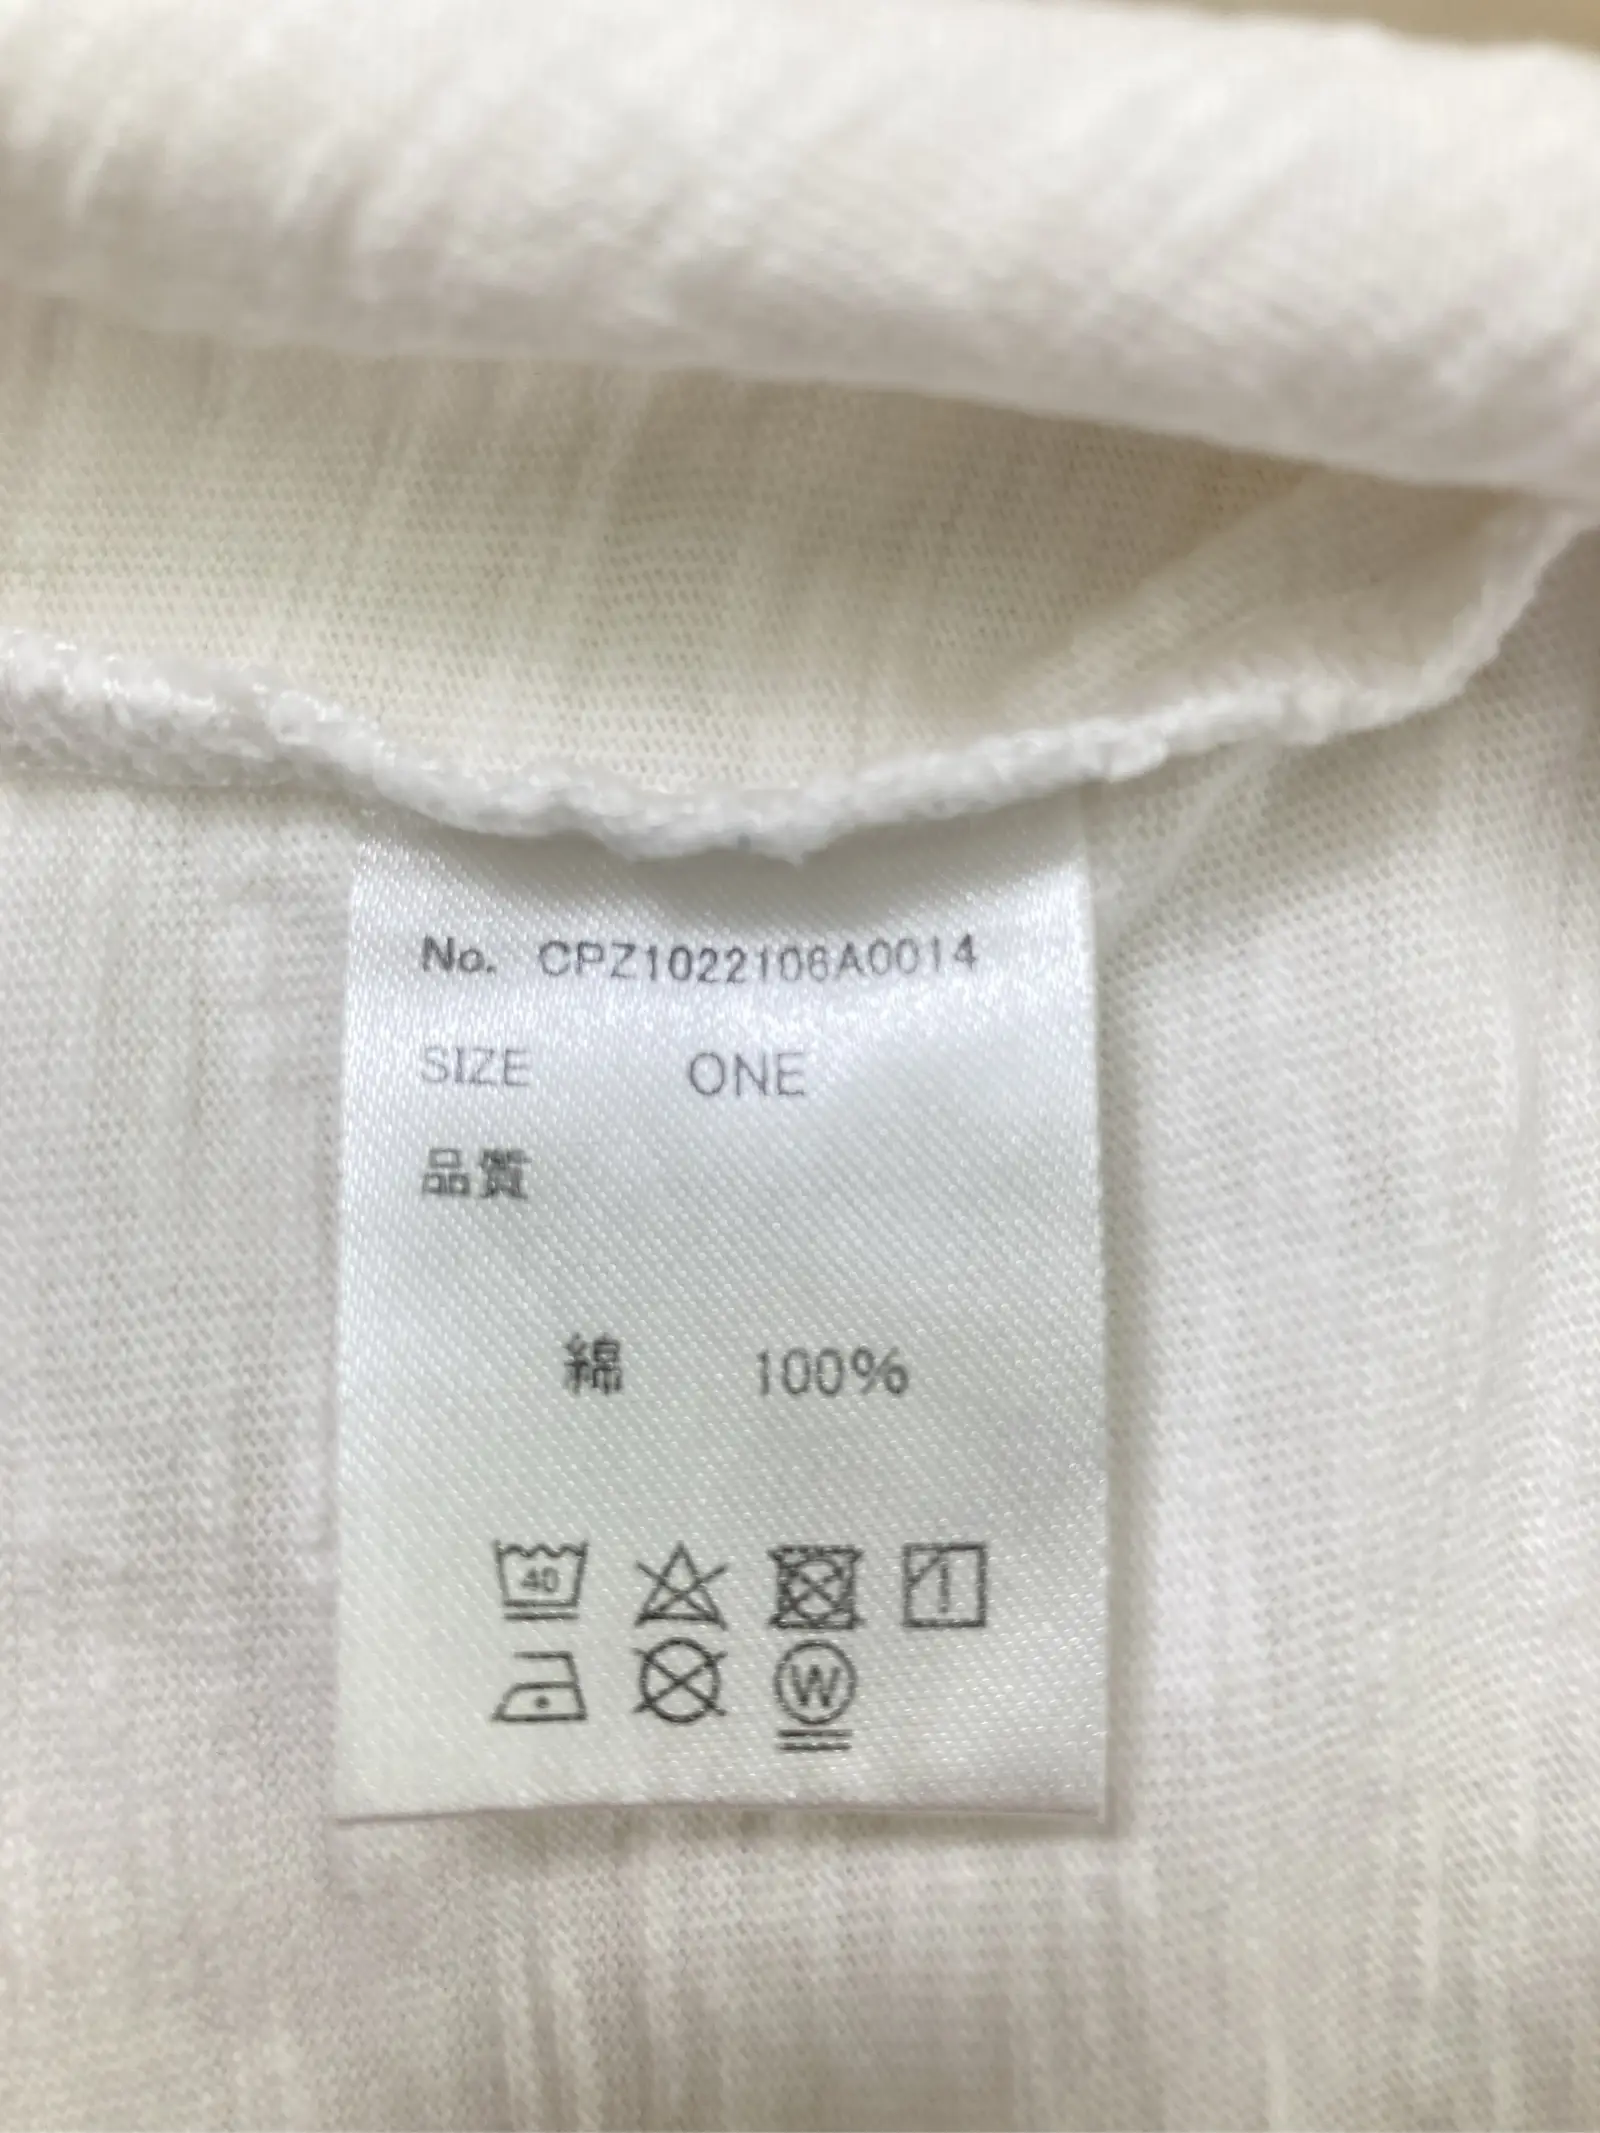 No. CPZ1022106A0014
SIZE ONE
品質
綿 100%
40
W